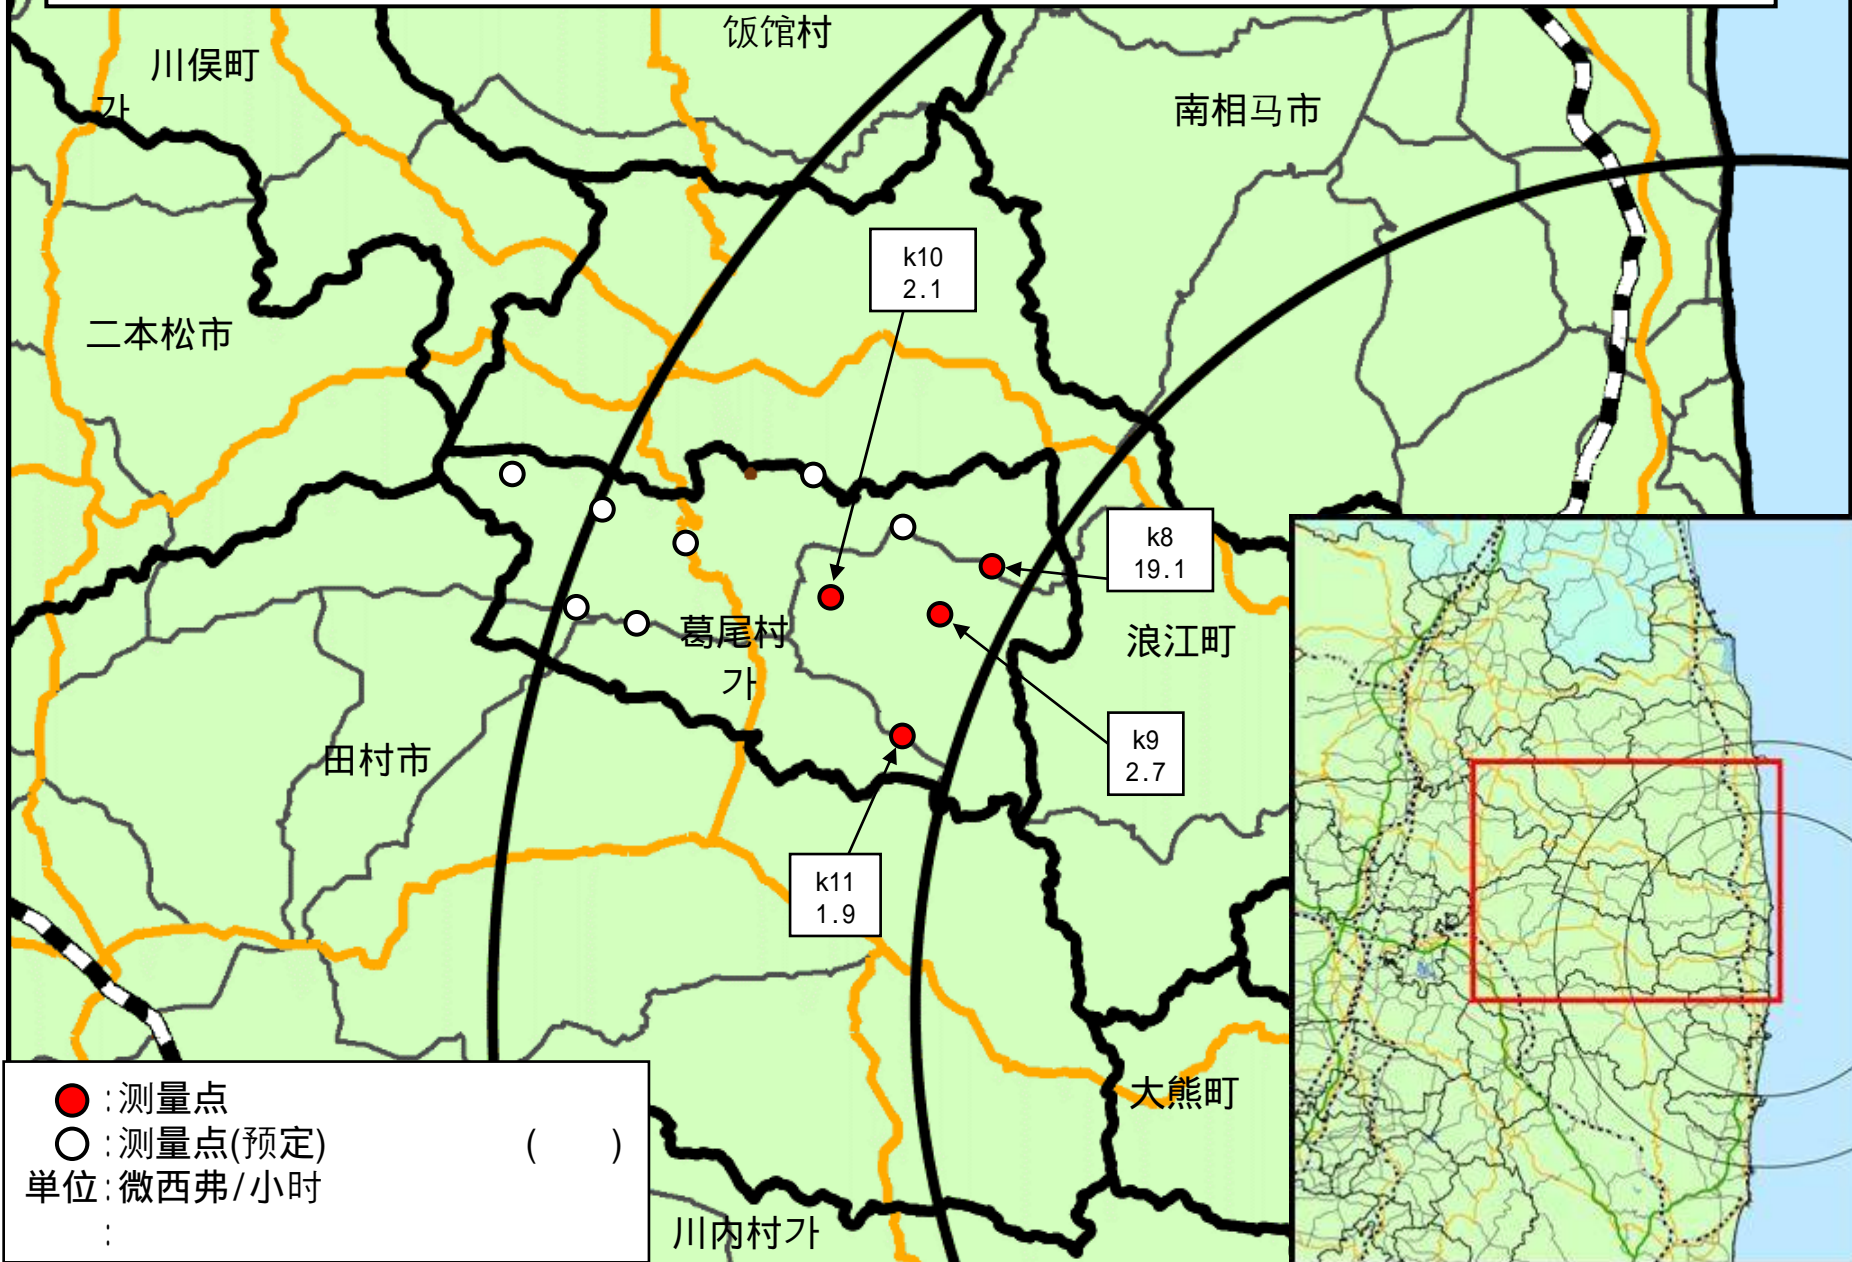 饭馆村
川俣町
가
南相马市
k10
2.1
二本松市
k8
19.1
葛尾村
가
浪江町
k9
2.7
田村市
k11
1.9
大熊町
:测量点
:测量点(预定) ( )
単位:微西弗/小时
:
川内村가